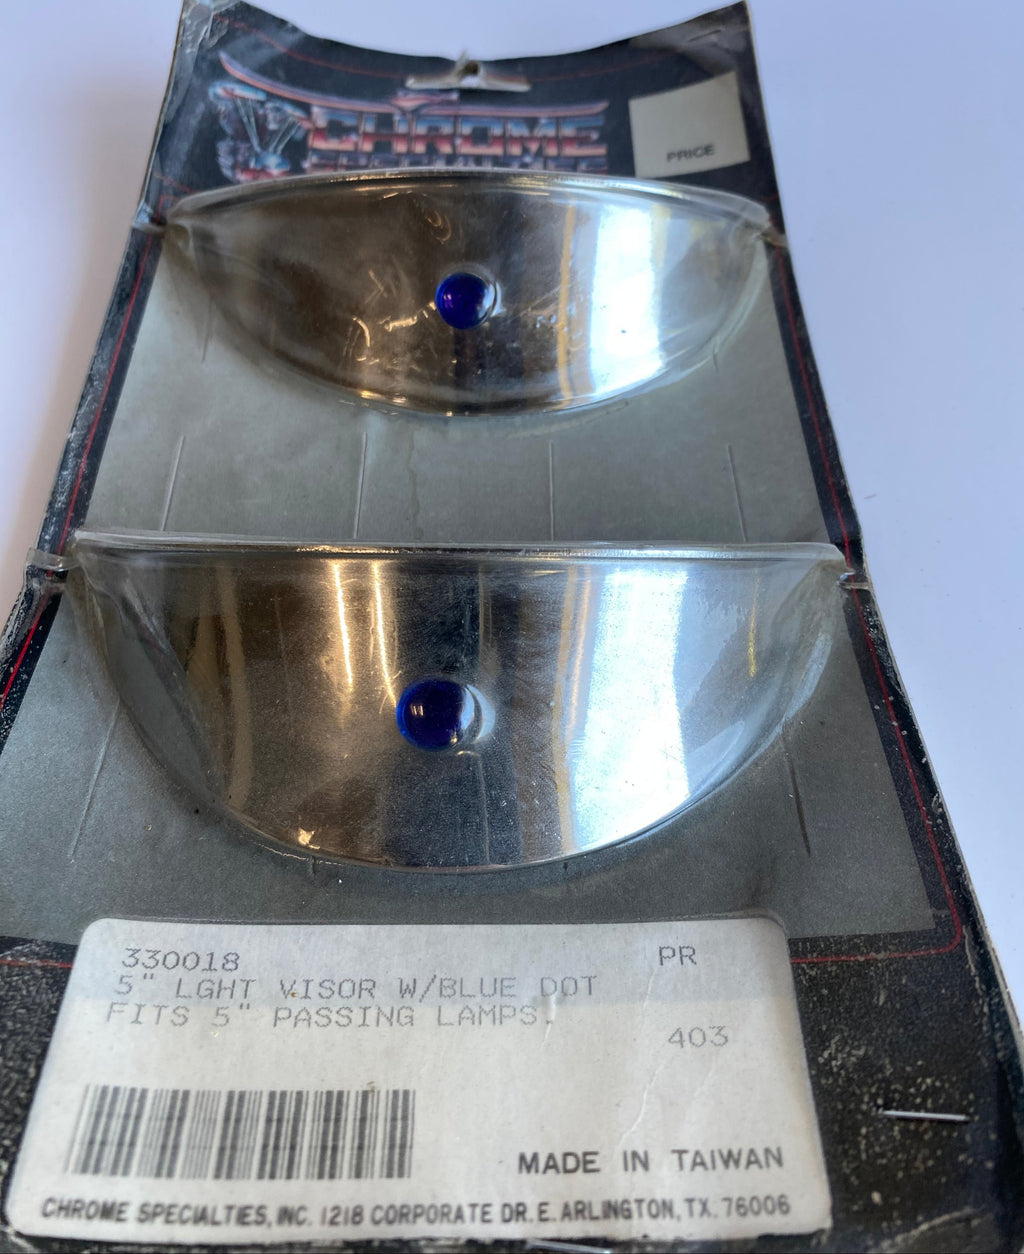 CHROME
SPECIALTIES
PRICE
330018 PR
5" LGHT VISOR W/BLUE DOT
FITS 5" PASSING LAMPS.
403
MADE IN TAIWAN
CHROME SPECIALTIES, INC. 1218 CORPORATE DR. E. ARLINGTON, TX. 76006